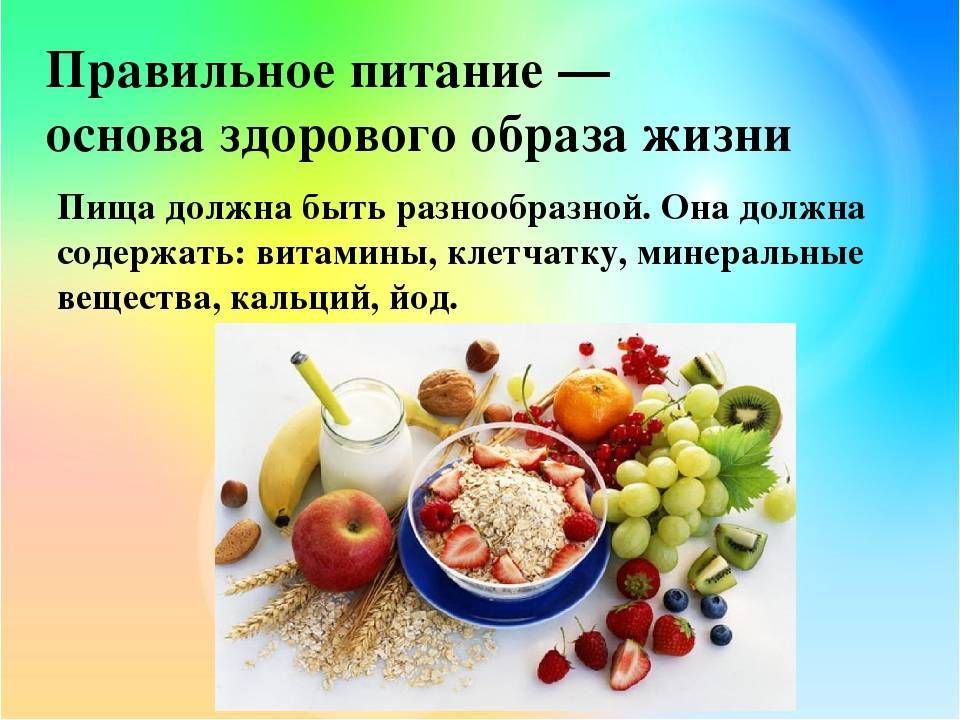 Правильное питание —
основа здорового образа жизни
Пища должна быть разнообразной. Она должна
содержать: витамины, клетчатку, минеральные
вещества, кальций, йод.